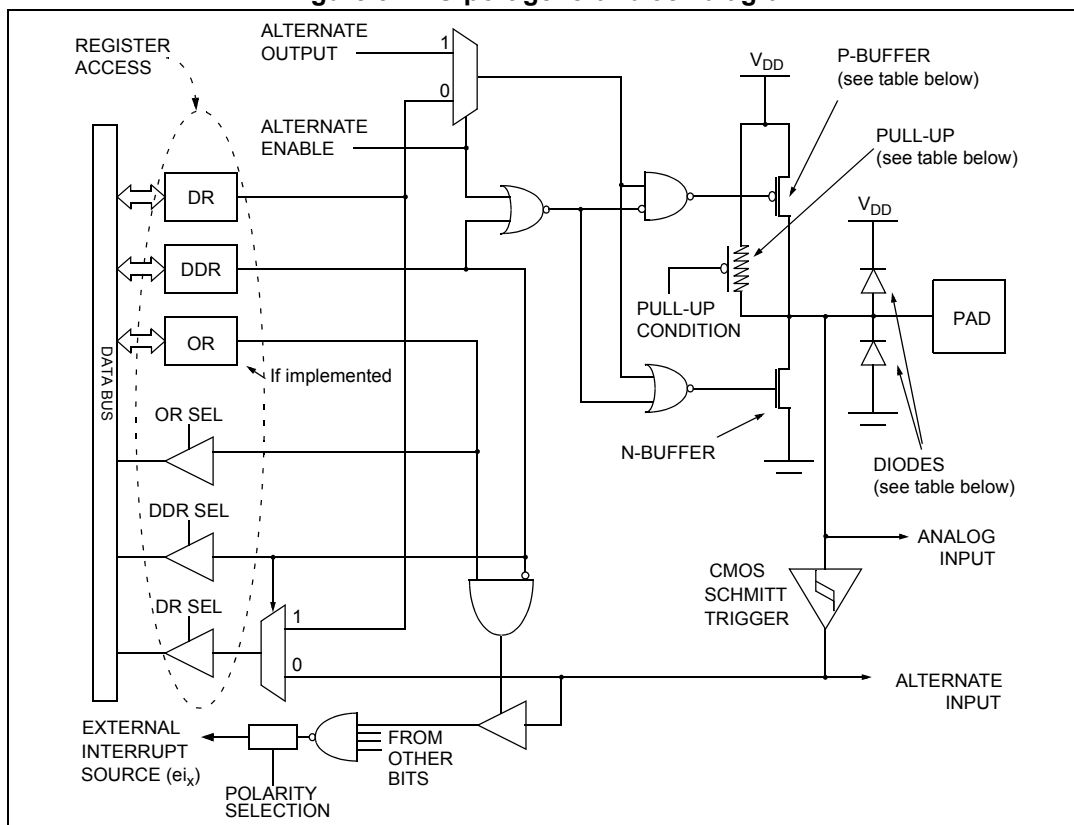 REGISTER
ACCESS
ALTERNATE
OUTPUT
1
0
ALTERNATE
ENABLE
VDD
P-BUFFER
(see table below)
PULL-UP
(see table below)
DR
DDR
OR
If implemented
DATA BUS
PULL-UP
CONDITION
VDD
PAD
N-BUFFER
DIODES
(see table below)
OR SEL
DDR SEL
DR SEL
1
0
ANALOG
INPUT
CMOS
SCHMITT
TRIGGER
ALTERNATE
INPUT
EXTERNAL
INTERRUPT
SOURCE (eix)
POLARITY
SELECTION
FROM
OTHER
BITS